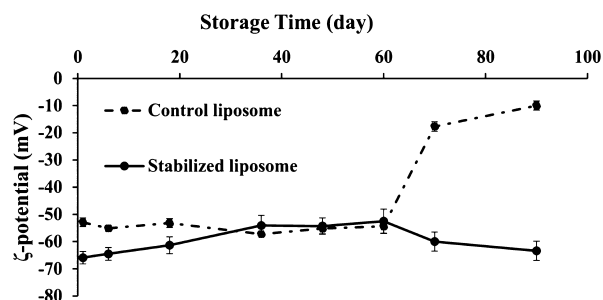 Storage Time (day)
0 20 40 60 80 100
0
-10
-20
-30
-40
-50
-60
-70
-80
ζ-potential (mV)
Control liposome
Stabilized liposome